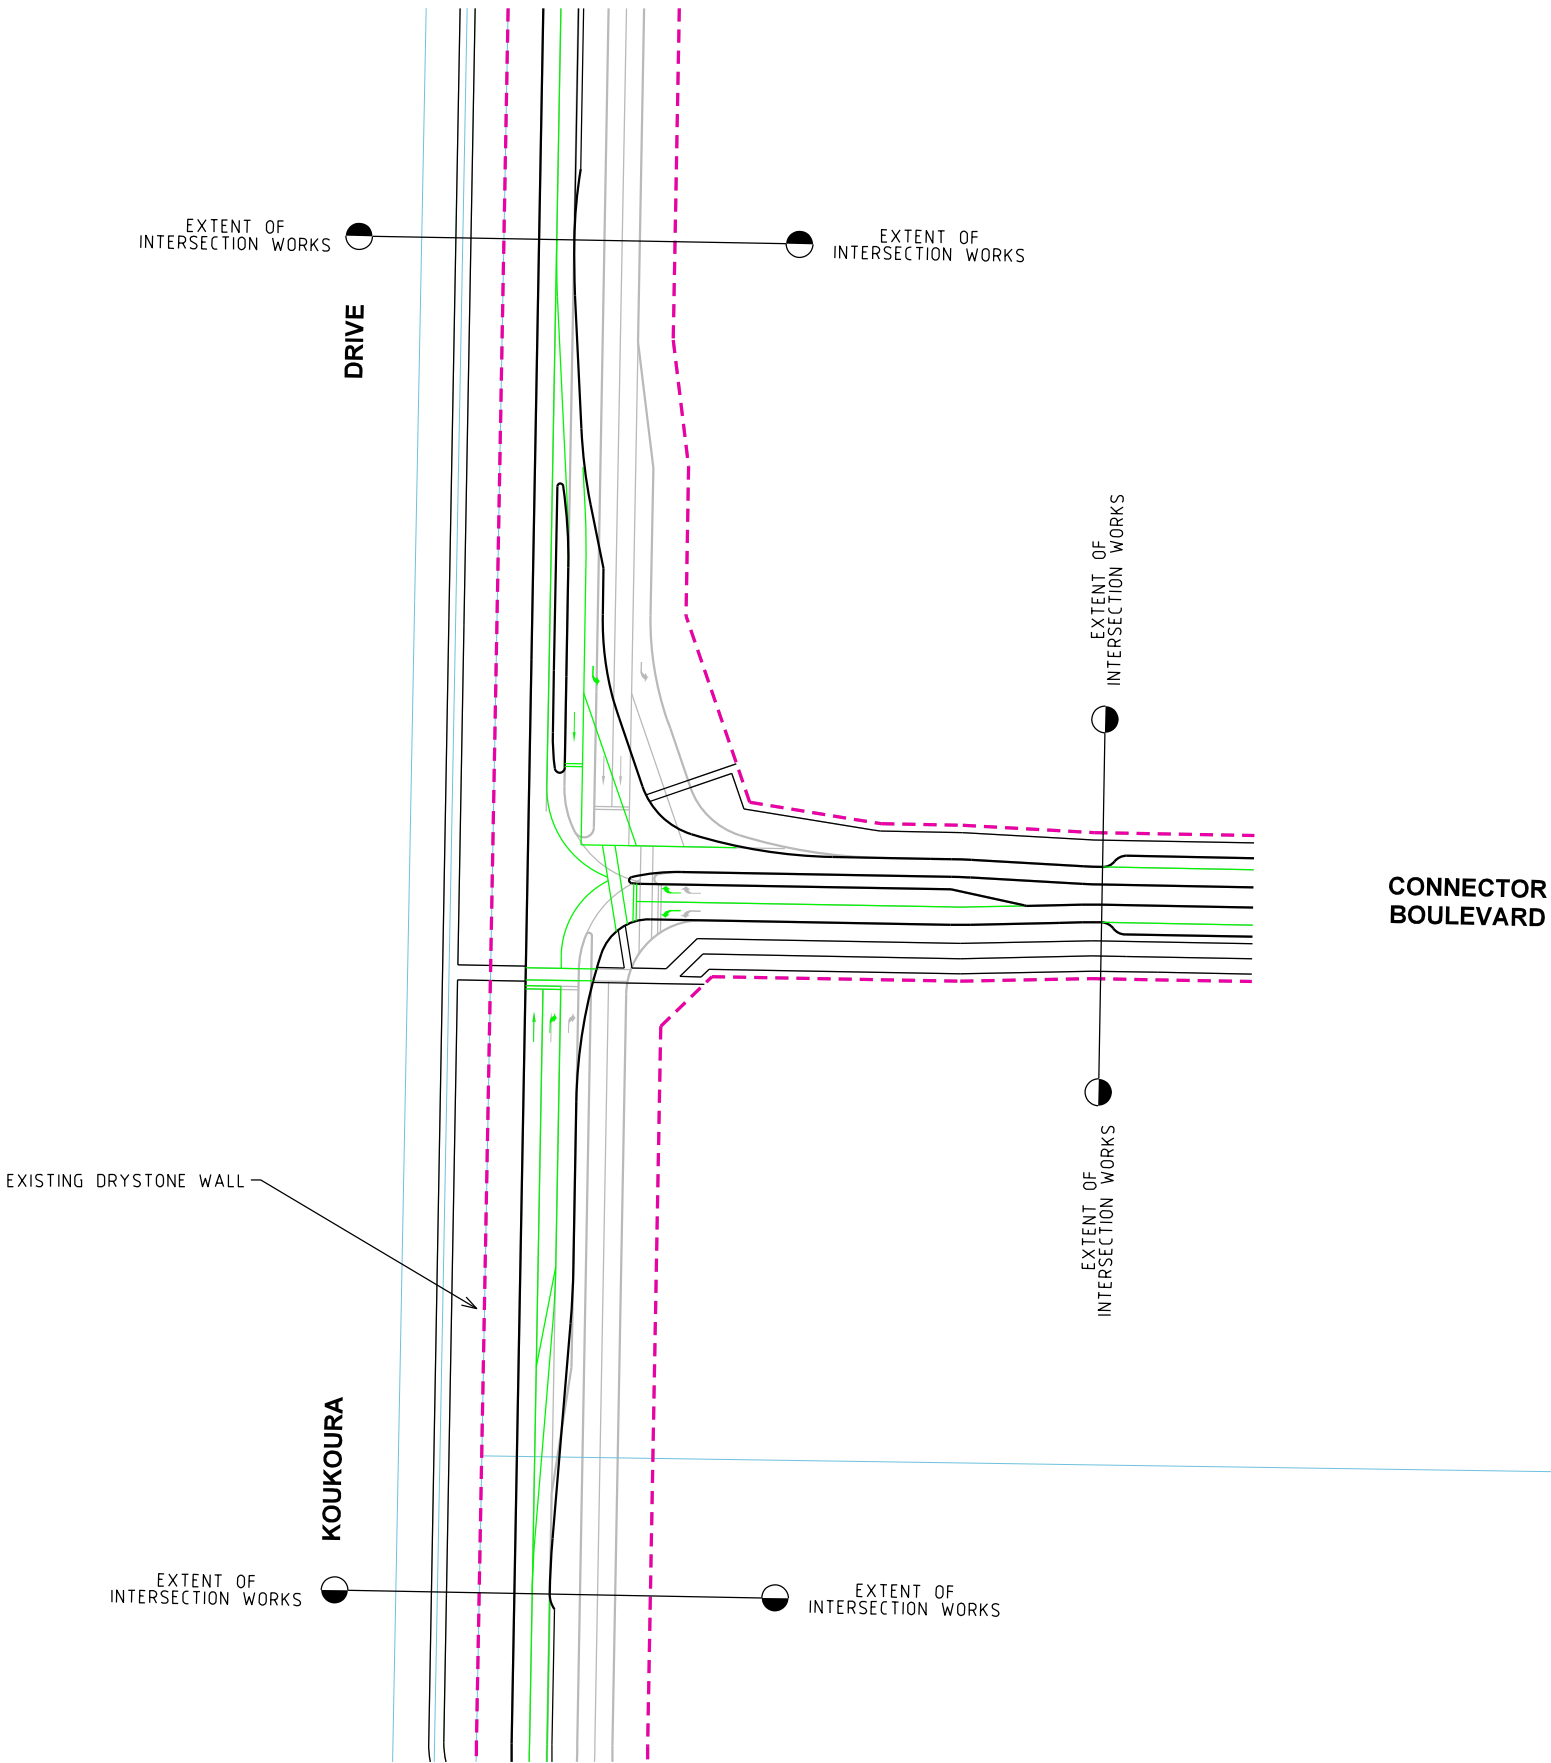 EXTENT OF
INTERSECTION WORKS
EXTENT OF
INTERSECTION WORKS
DRIVE
EXTENT OF
INTERSECTION WORKS
CONNECTOR
BOULEVARD
EXISTING DRYSTONE WALL
EXTENT OF
INTERSECTION WORKS
KOUKOURA
EXTENT OF
INTERSECTION WORKS
EXTENT OF
INTERSECTION WORKS